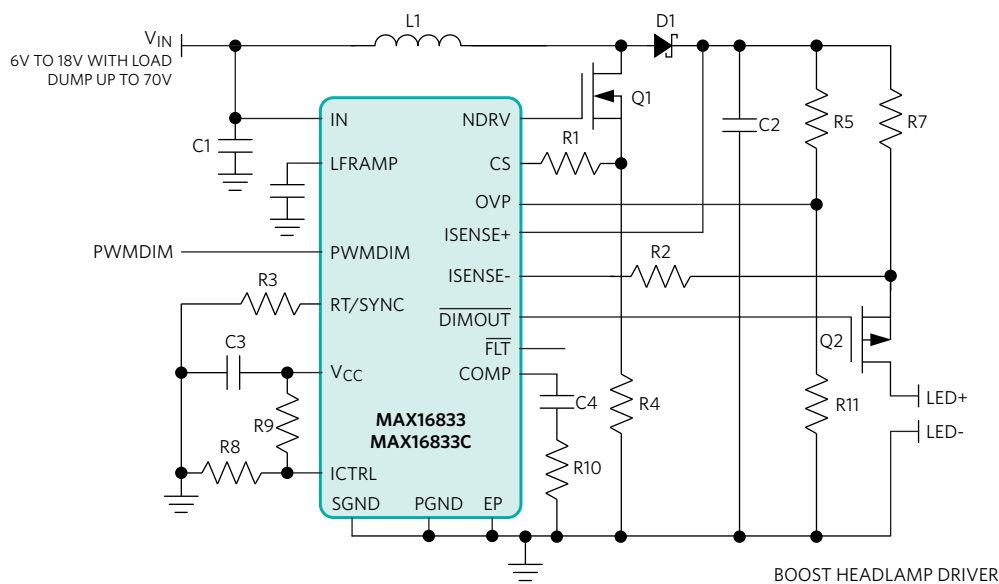 L1
D1
VIN
6V TO 18V WITH LOAD
DUMP UP TO 70V
Q1
IN
NDRV
C2
R5
R7
C1
R1
LFRAMP
CS
OVP
ISENSE+
PWMDIM
PWMDIM
R2
ISENSE-
R3
RT/SYNC
DIMOUT
Q2
C3
FLT
VCC
COMP
LED+
C4
R4
R11
MAX16833
MAX16833C
R9
LED-
R8
R10
ICTRL
SGND
PGND
EP
BOOST HEADLAMP DRIVER